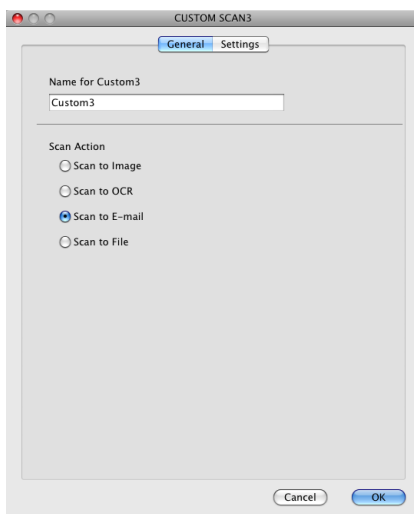 CUSTOM SCAN3
General Settings
Name for Custom3
Custom3
Scan Action
Scan to Image
Scan to OCR
Scan to E-mail
Scan to File
Cancel OK